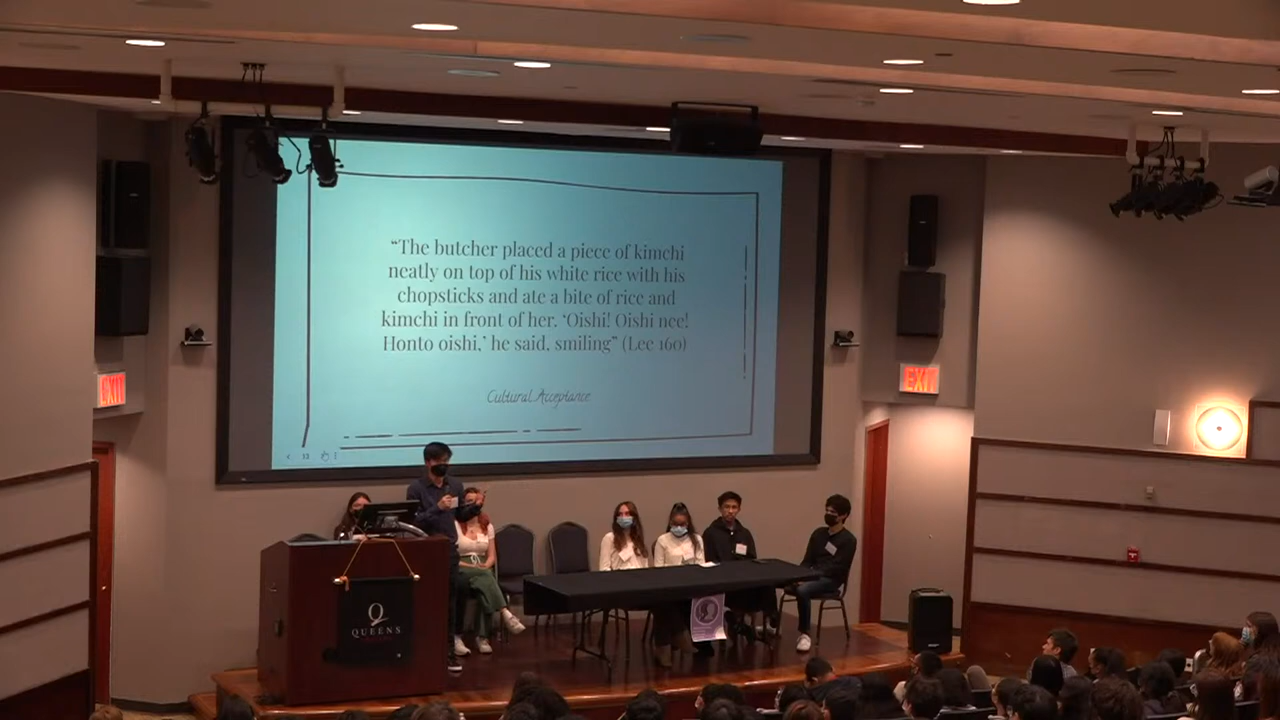 "The butcher placed a piece of kimchi
neatly on top of his white rice with his
chopsticks and ate a bite of rice and
kimchi in front of her. 'Oishi! Oishi nee!
Honto oishi,' he said, smiling" (Lee 160)
Cultural Acceptance
13
EXIT
EXIT
Q
QUEENS